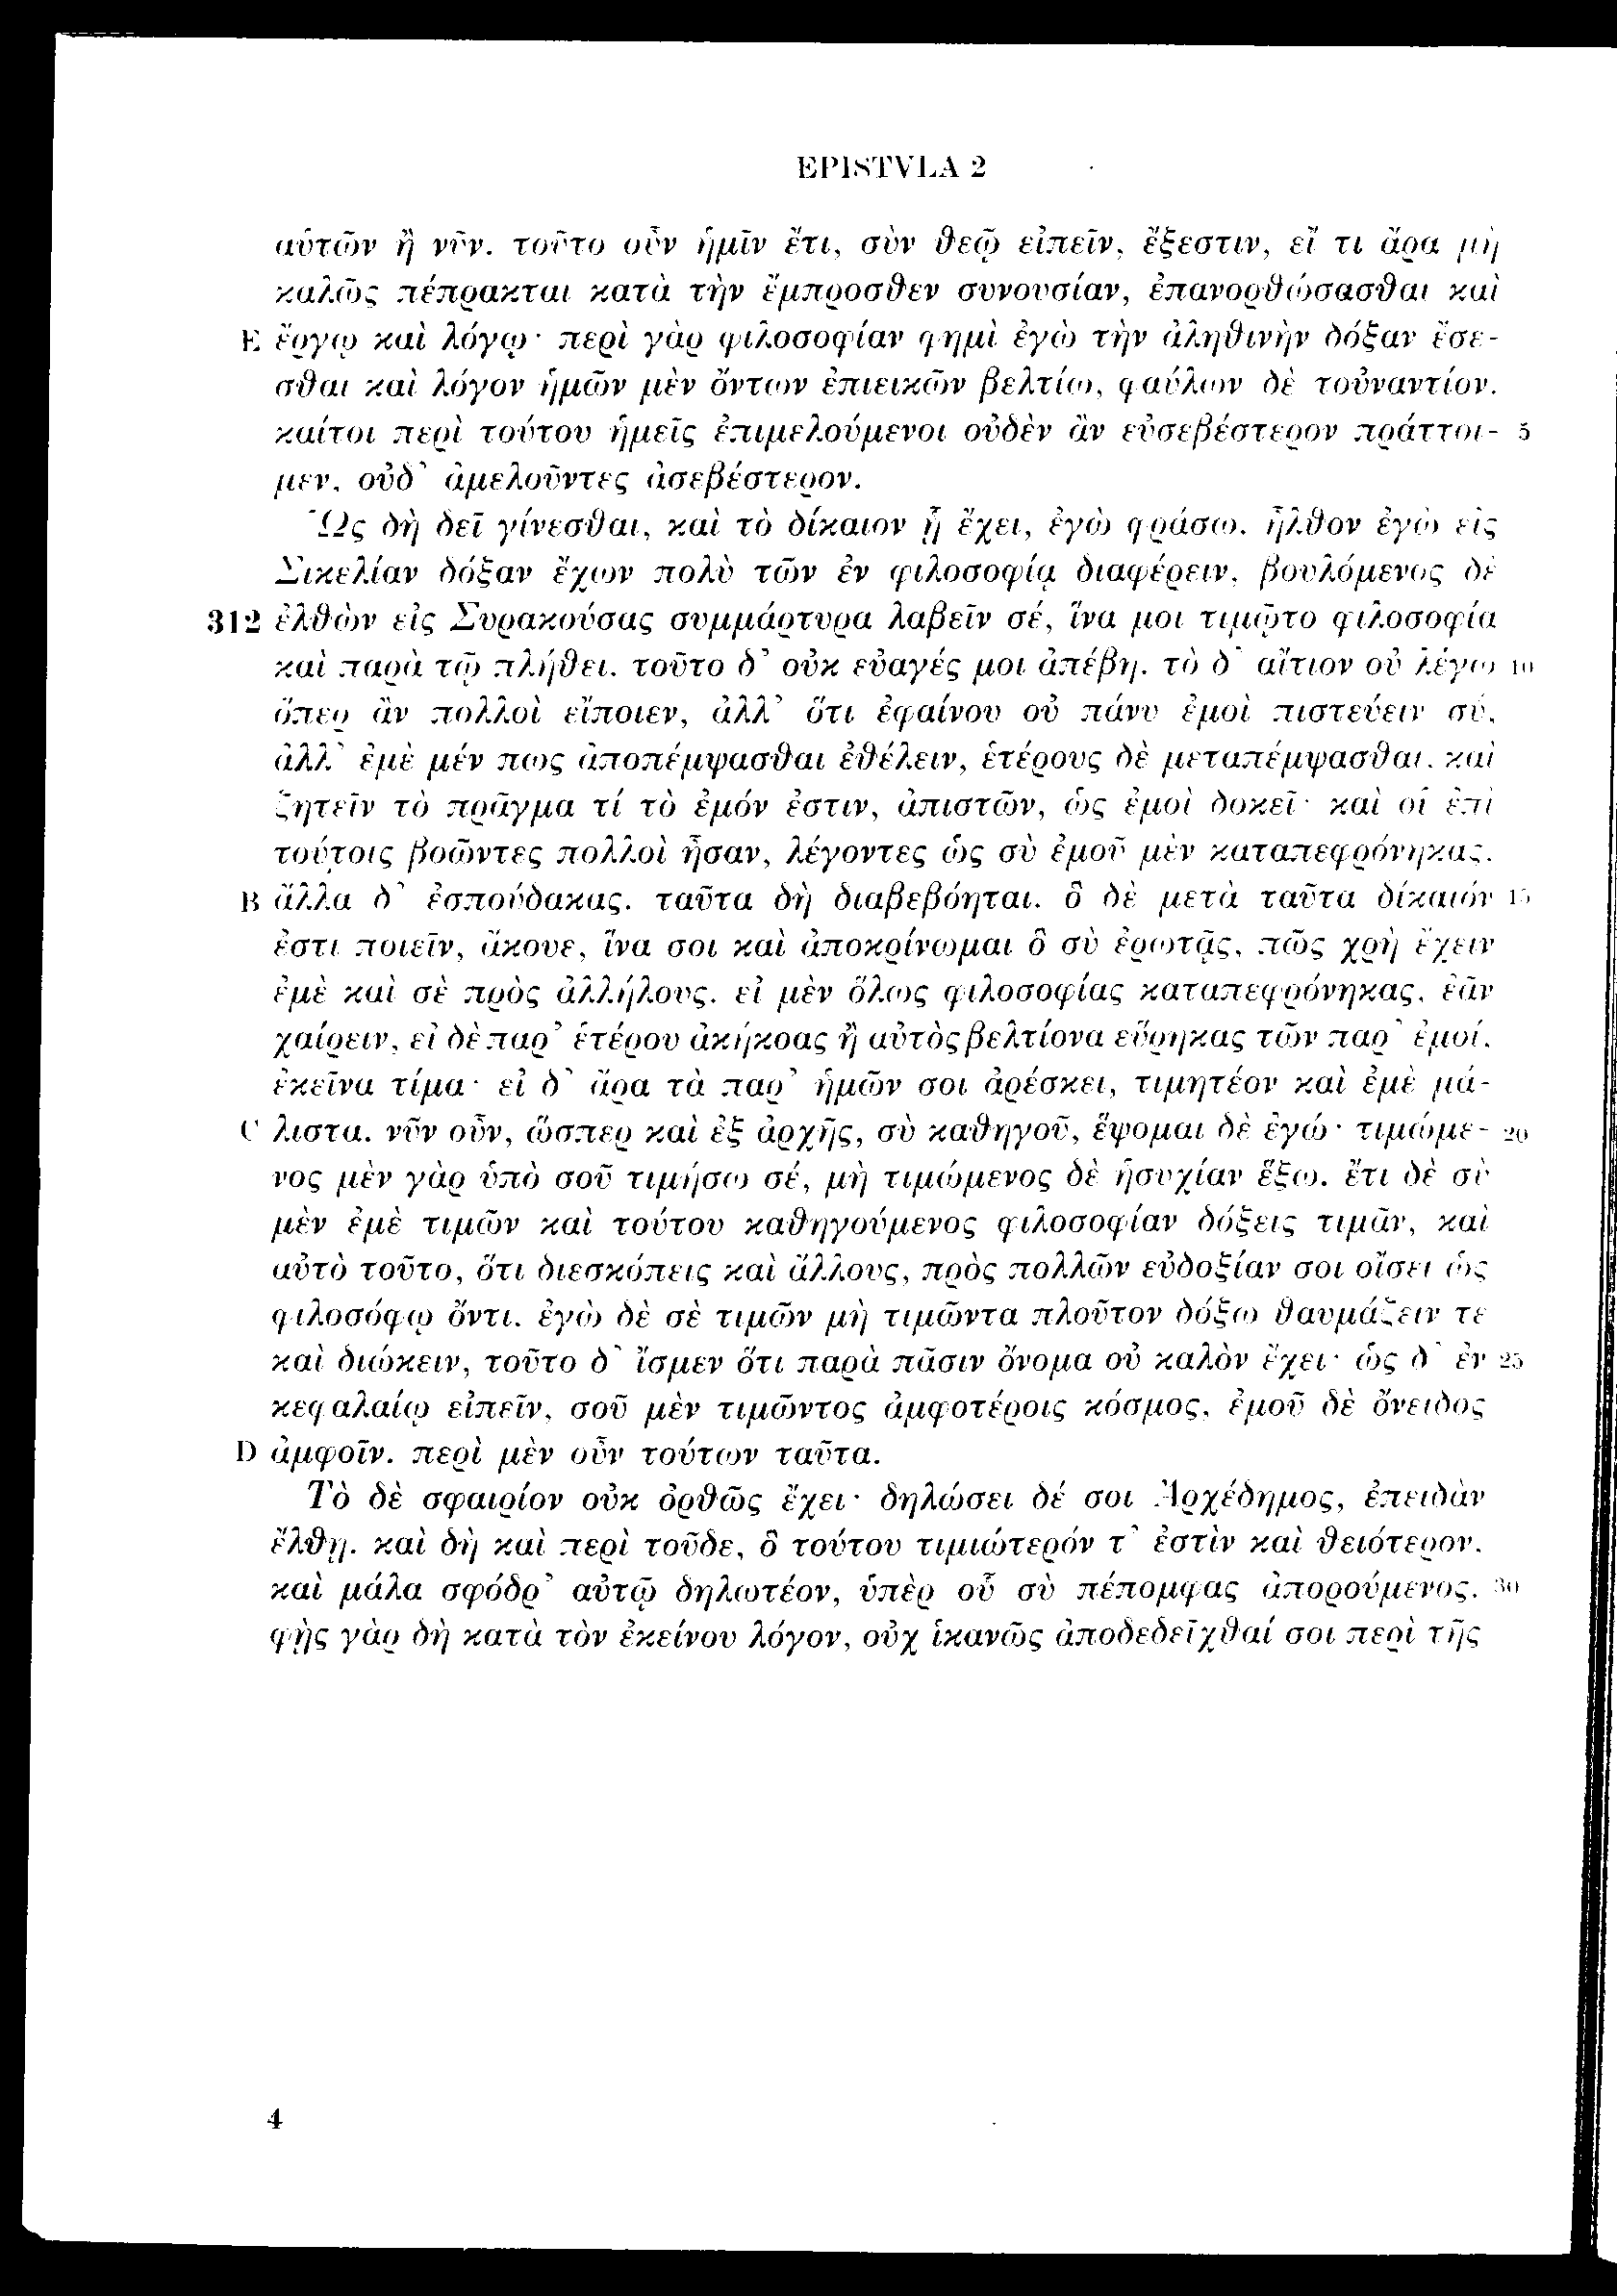 EPISTVLA 2
αὑτῶν ἢ νῦν. τοῦτο οὖν ἡμῖν ἔτι, σὺν θεῷ εἰπεῖν, ἔξεστιν, εἴ τι ἄρα μὴ
καλῶς πέπρακται κατὰ τὴν ἔμπροσθεν συνουσίαν, ἐπανορθώσασθαι καὶ
E ἔργῳ καὶ λόγῳ· περὶ γὰρ φιλοσοφίαν φημὶ ἐγὼ τὴν ἀληθινὴν δόξαν ἔσε-
σθαι καὶ λόγον ἡμῶν μὲν ὄντων ἐπιεικῶν βελτίω, φαύλων δὲ τοὐναντίον.
καίτοι περὶ τούτου ἡμεῖς ἐπιμελούμενοι οὐδὲν ἂν εὐσεβέστερον πράττοι- 5
μεν, οὐδ’ ἀμελοῦντες ἀσεβέστερον.
Ὡς δὴ δεῖ γίνεσθαι, καὶ τὸ δίκαιον ᾗ ἔχει, ἐγὼ φράσω. ἦλθον ἐγὼ εἰς
Σικελίαν δόξαν ἔχων πολὺ τῶν ἐν φιλοσοφίᾳ διαφέρειν, βουλόμενος δὲ
312 ἐλθὼν εἰς Συρακούσας συμμάρτυρα λαβεῖν σέ, ἵνα μοι τιμῷτο φιλοσοφία
καὶ παρὰ τῷ πλήθει. τοῦτο δ’ οὐκ εὐαγές μοι ἀπέβη. τὸ δ’ αἴτιον οὐ λέγω 10
ὅπερ ἂν πολλοὶ εἴποιεν, ἀλλ’ ὅτι ἐφαίνου οὐ πάνυ ἐμοὶ πιστεύειν σύ,
ἀλλ’ ἐμὲ μέν πως ἀποπέμψασθαι ἐθέλειν, ἑτέρους δὲ μεταπέμψασθαι, καὶ
ζητεῖν τὸ πρᾶγμα τί τὸ ἐμόν ἐστιν, ἀπιστῶν, ὡς ἐμοὶ δοκεῖ· καὶ οἱ ἐπὶ
τούτοις βοῶντες πολλοὶ ἦσαν, λέγοντες ὡς σὺ ἐμοῦ μὲν καταπεφρόνηκας,
B ἄλλα δ’ ἐσπούδακας. ταῦτα δὴ διαβεβόηται. ὃ δὲ μετὰ ταῦτα δίκαιόν 15
ἐστι ποιεῖν, ἄκουε, ἵνα σοι καὶ ἀποκρίνωμαι ὃ σὺ ἐρωτᾷς, πῶς χρὴ ἔχειν
ἐμὲ καὶ σὲ πρὸς ἀλλήλους. εἰ μὲν ὅλως φιλοσοφίας καταπεφρόνηκας, ἐᾶν
χαίρειν, εἰ δὲ παρ’ ἑτέρου ἀκήκοας ἢ αὐτὸς βελτίονα εὕρηκας τῶν παρ’ ἐμοί,
ἐκεῖνα τίμα· εἰ δ’ ἄρα τὰ παρ’ ἡμῶν σοι ἀρέσκει, τιμητέον καὶ ἐμὲ μά-
C λιστα. νῦν οὖν, ὥσπερ καὶ ἐξ ἀρχῆς, σὺ καθηγοῦ, ἕψομαι δὲ ἐγώ· τιμώμε- 20
νος μὲν γὰρ ὑπὸ σοῦ τιμήσω σέ, μὴ τιμώμενος δὲ ἡσυχίαν ἕξω. ἔτι δὲ σὺ
μὲν ἐμὲ τιμῶν καὶ τούτου καθηγούμενος φιλοσοφίαν δόξεις τιμᾶν, καὶ
αὐτὸ τοῦτο, ὅτι διεσκόπεις καὶ ἄλλους, πρὸς πολλῶν εὐδοξίαν σοι οἴσει ὡς
φιλοσόφῳ ὄντι. ἐγὼ δὲ σὲ τιμῶν μὴ τιμῶντα πλοῦτον δόξω θαυμάζειν τε
καὶ διώκειν, τοῦτο δ’ ἴσμεν ὅτι παρὰ πᾶσιν ὄνομα οὐ καλὸν ἔχει· ὡς δ’ ἐν 25
κεφαλαίῳ εἰπεῖν, σοῦ μὲν τιμῶντος ἀμφοτέροις κόσμος, ἐμοῦ δὲ ὄνειδος
D ἀμφοῖν. περὶ μὲν οὖν τούτων ταῦτα.
Τὸ δὲ σφαιρίον οὐκ ὀρθῶς ἔχει· δηλώσει δέ σοι Ἀρχέδημος, ἐπειδὰν
ἔλθῃ. καὶ δὴ καὶ περὶ τοῦδε, ὃ τούτου τιμιώτερόν τ’ ἐστὶν καὶ θειότερον,
καὶ μάλα σφόδρ’ αὐτῷ δηλωτέον, ὑπὲρ οὗ σὺ πέπομφας ἀπορούμενος. 30
φῂς γὰρ δὴ κατὰ τὸν ἐκείνου λόγον, οὐχ ἱκανῶς ἀποδεδεῖχθαί σοι περὶ τῆς
4